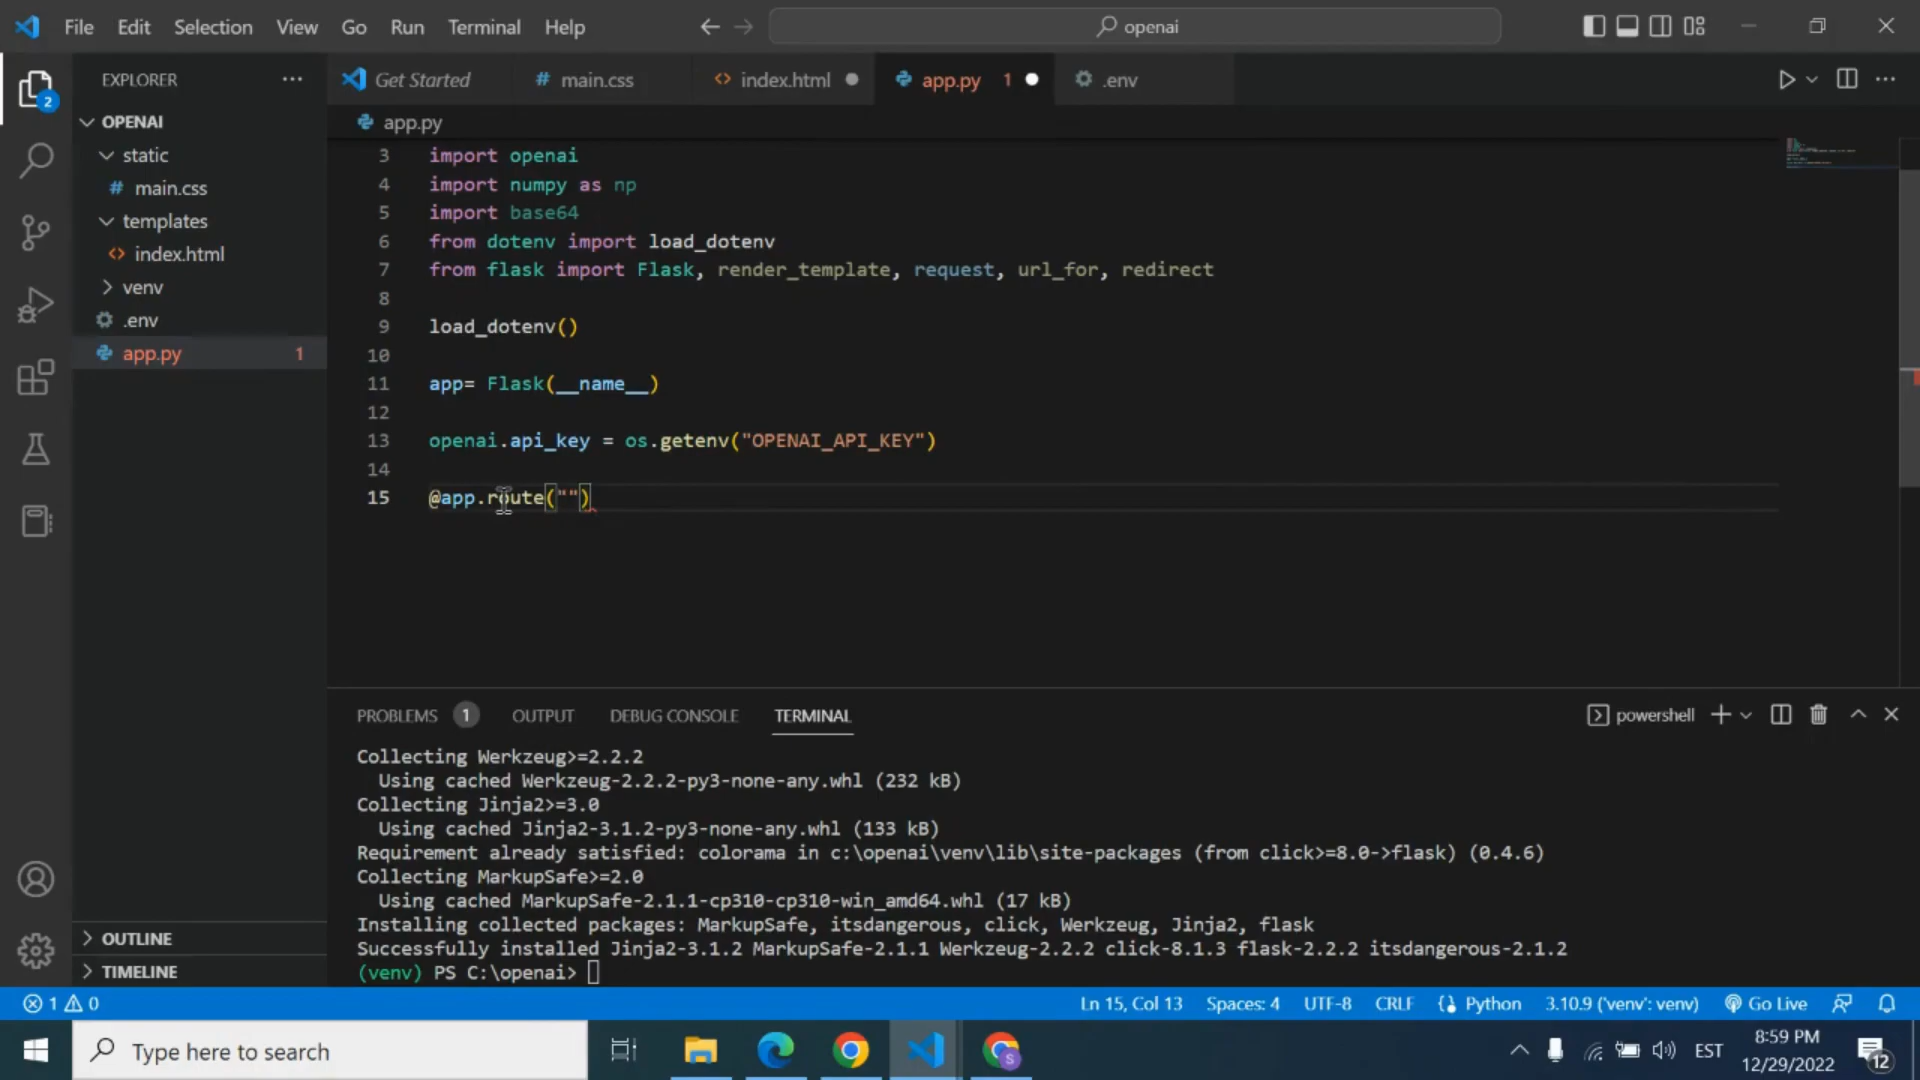 File Edit Selection View Go Run Terminal Help openai
EXPLORER
Get Started # main.css <> index.html app.py 1 .env
OPENAI
app.py
static
# main.css
templates
<> index.html
venv
.env
app.py 1
3 import openai
4 import numpy as np
5 import base64
6 from dotenv import load_dotenv
7 from flask import Flask, render_template, request, url_for, redirect
8
9 load_dotenv()
10
11 app= Flask(__name__)
12
13 openai.api_key = os.getenv("OPENAI_API_KEY")
14
15 @app.route("")
PROBLEMS 1 OUTPUT DEBUG CONSOLE TERMINAL powershell
Collecting Werkzeug>=2.2.2
Using cached Werkzeug-2.2.2-py3-none-any.whl (232 kB)
Collecting Jinja2>=3.0
Using cached Jinja2-3.1.2-py3-none-any.whl (133 kB)
Requirement already satisfied: colorama in c:\openai\venv\lib\site-packages (from click>=8.0->flask) (0.4.6)
Collecting MarkupSafe>=2.0
Using cached MarkupSafe-2.1.1-cp310-cp310-win_amd64.whl (17 kB)
Installing collected packages: MarkupSafe, itsdangerous, click, Werkzeug, Jinja2, flask
Successfully installed Jinja2-3.1.2 MarkupSafe-2.1.1 Werkzeug-2.2.2 click-8.1.3 flask-2.2.2 itsdangerous-2.1.2
(venv) PS C:\openai>
2
OUTLINE
TIMELINE
1 0 Ln 15, Col 13 Spaces: 4 UTF-8 CRLF Python 3.10.9 ('venv': venv) Go Live
Type here to search S EST 8:59 PM
12/29/2022 12